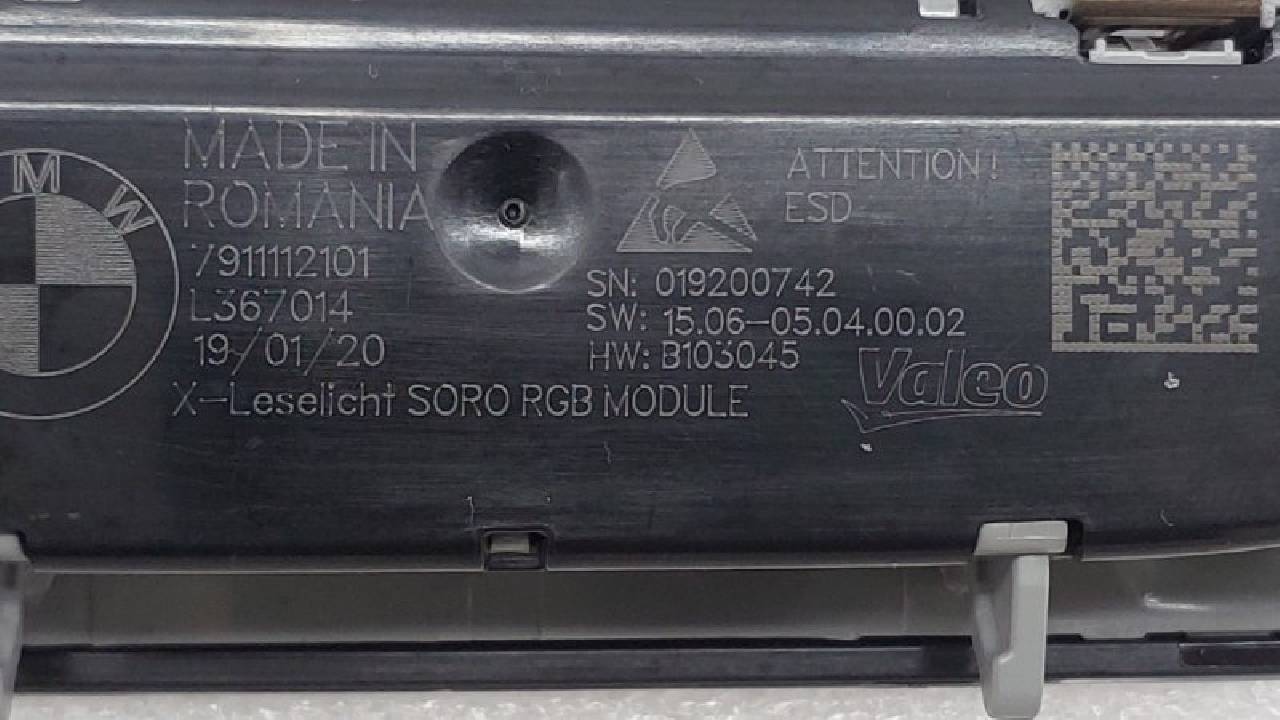 MW
MADE IN
ROMANIA
7911112101
L367014
19/01/20
X-Leselicht SORO RGB MODULE
ATTENTION!
ESD
SN: 019200742
SW: 15.06-05.04.00.02
HW: B103045
Valeo